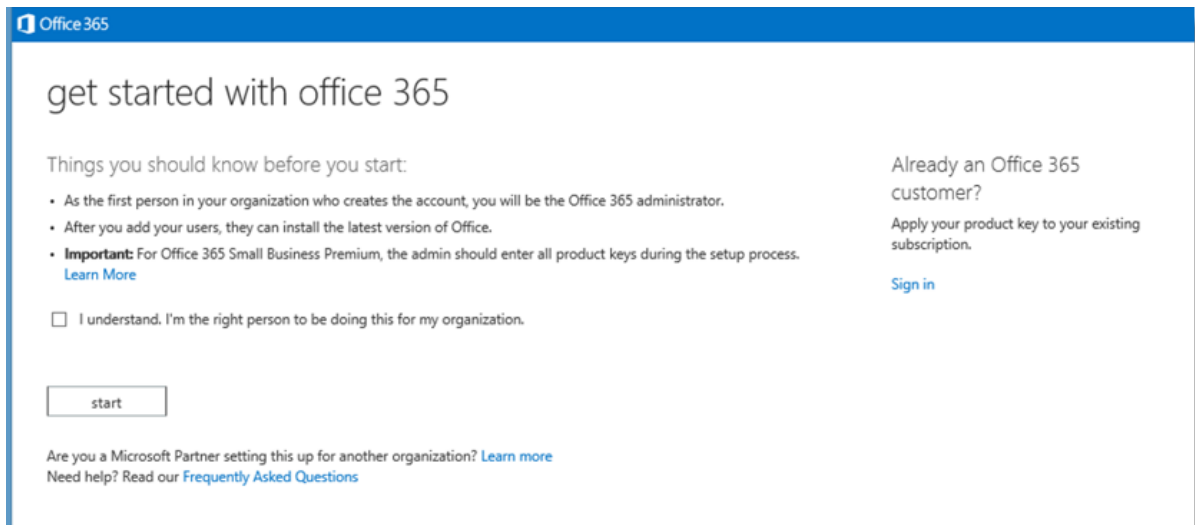 Office 365
get started with office 365
Things you should know before you start:
• As the first person in your organization who creates the account, you will be the Office 365 administrator.
• After you add your users, they can install the latest version of Office.
• Important: For Office 365 Small Business Premium, the admin should enter all product keys during the setup process.
Learn More
I understand. I'm the right person to be doing this for my organization.
start
Are you a Microsoft Partner setting this up for another organization? Learn more
Need help? Read our Frequently Asked Questions
Already an Office 365
customer?
Apply your product key to your existing
subscription.
Sign in